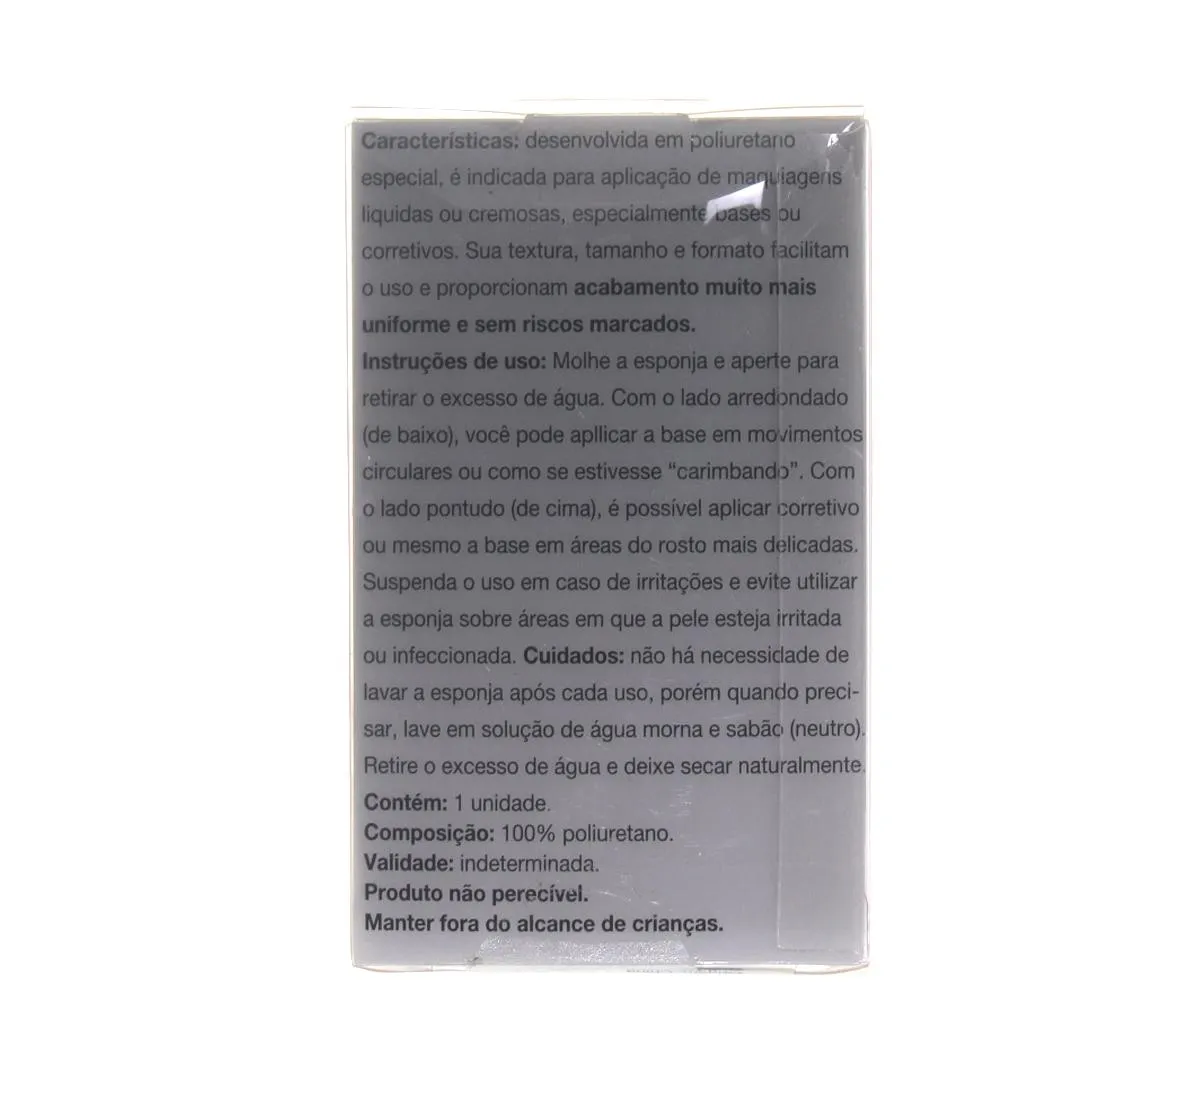 Características: desenvolvida em poliuretano
especial, é indicada para aplicação de maquiagens
liquidas ou cremosas, especialmente bases ou
corretivos. Sua textura, tamanho e formato facilitam
o uso e proporcionam acabamento muito mais
uniforme e sem riscos marcados.
Instruções de uso: Molhe a esponja e aperte para
retirar o excesso de água. Com o lado arredondado
(de baixo), você pode apllicar a base em movimentos
circulares ou como se estivesse “carimbando”. Com
o lado pontudo (de cima), é possível aplicar corretivo
ou mesmo a base em áreas do rosto mais delicadas.
Suspenda o uso em caso de irritações e evite utilizar
a esponja sobre áreas em que a pele esteja irritada
ou infeccionada. Cuidados: não há necessidade de
lavar a esponja após cada uso, porém quando preci-
sar, lave em solução de água morna e sabão (neutro).
Retire o excesso de água e deixe secar naturalmente.
Contém: 1 unidade.
Composição: 100% poliuretano.
Validade: indeterminada.
Produto não perecível.
Manter fora do alcance de crianças.